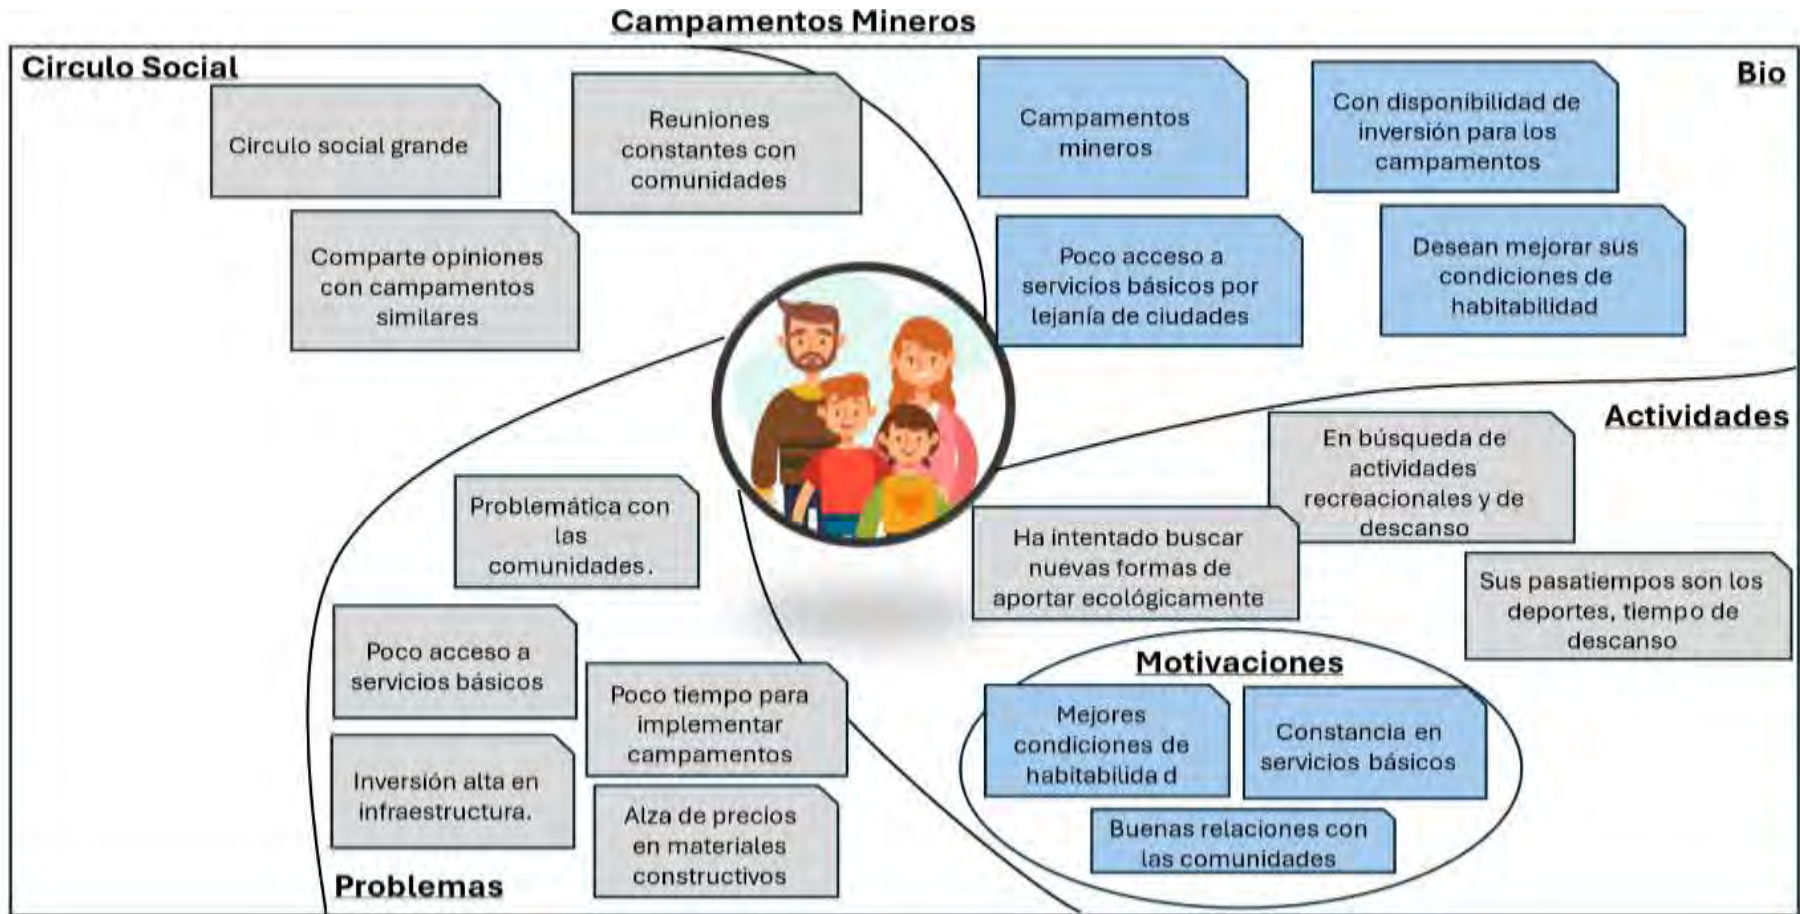 Campamentos Mineros
Circulo Social
Circulo social grande
Reuniones
constantes con
comunidades
Comparte opiniones
con campamentos
similares
Bio
Campamentos
mineros
Con disponibilidad de
inversión para los
campamentos
Poco acceso a
servicios básicos por
lejanía de ciudades
Desean mejorar sus
condiciones de
habitabilidad
Actividades
En búsqueda de
actividades
recreacionales y de
descanso
Ha intentado buscar
nuevas formas de
aportar ecológicamente
Sus pasatiempos son los
deportes, tiempo de
descanso
Problemática con
las
comunidades.
Poco acceso a
servicios básicos
Poco tiempo para
implementar
campamentos
Inversión alta en
infraestructura.
Alza de precios
en materiales
constructivos
Problemas
Motivaciones
Mejores
condiciones de
habitabilida d
Constancia en
servicios básicos
Buenas relaciones con
las comunidades